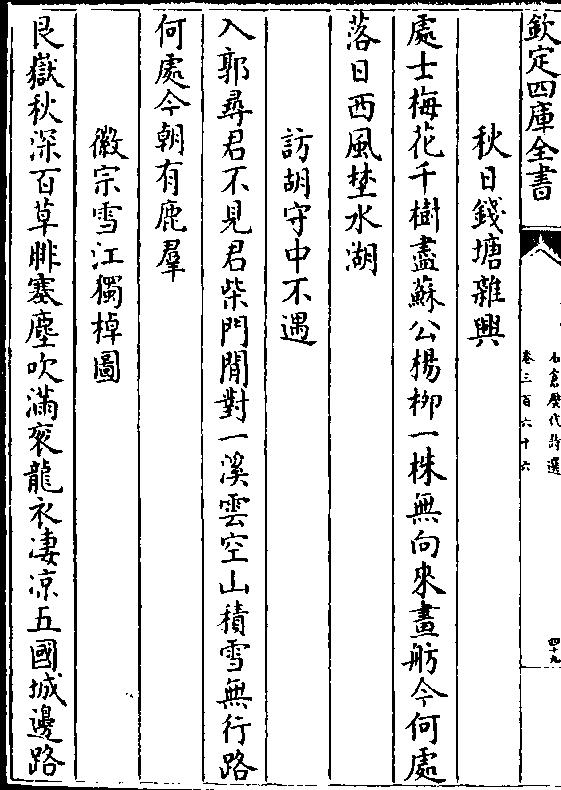 欽定四庫全書
石倉歷代詩選
卷三百六十六
四十九
秋日錢塘雜興
處士梅花千樹盡蘇公楊柳一株無向來畫舫今何處
落日西風埜水湖
訪胡守中不遇
入郭尋君不見君柴門閒對一溪雲空山積雪無行路
何處今朝有鹿羣
徽宗雪江獨棹圖
艮嶽秋深百草腓塞塵吹滿衮龍衣淒涼五國城邊路